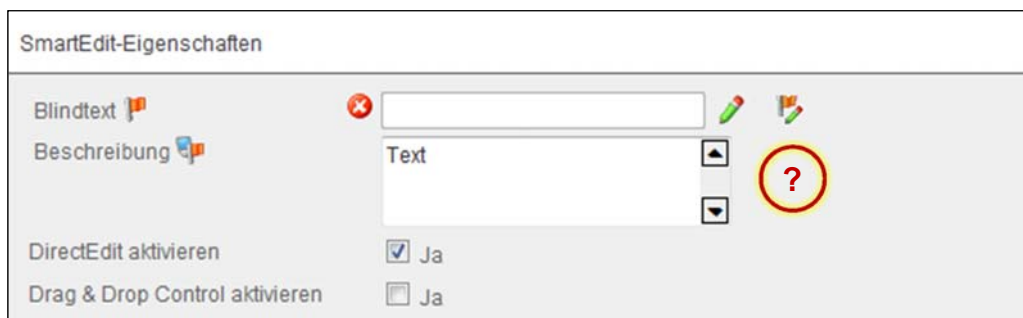 SmartEdit-Eigenschaften
Blindtext
Beschreibung Text
?
DirectEdit aktivieren Ja
Drag & Drop Control aktivieren Ja